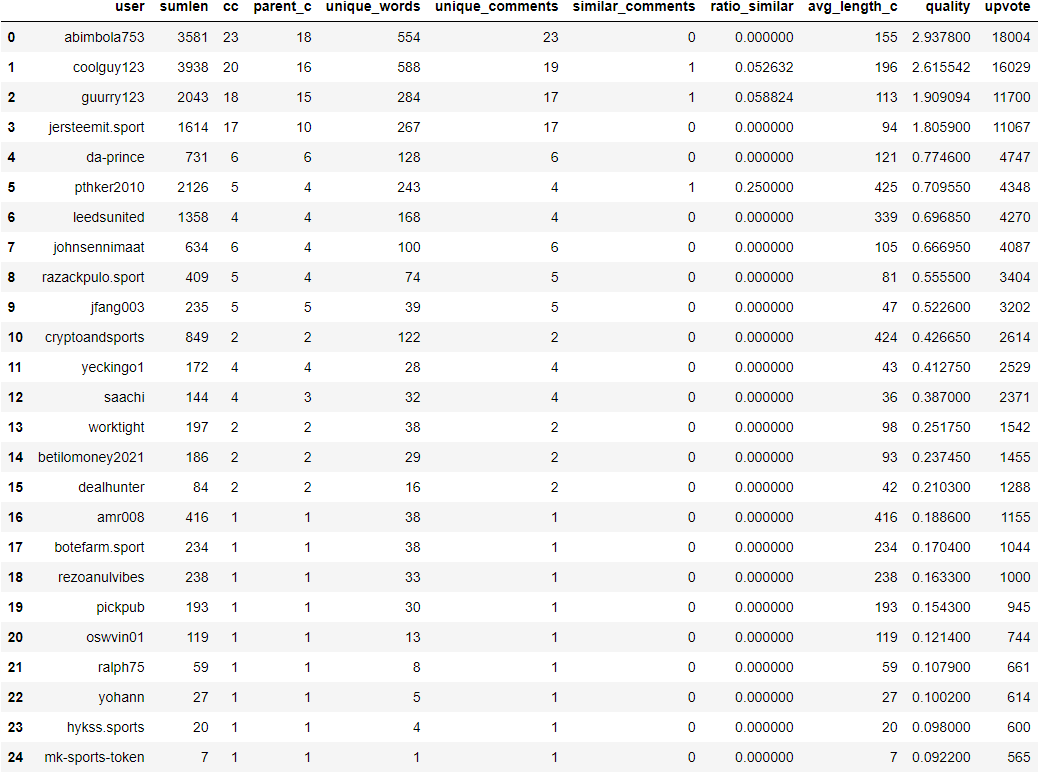 user sumlen cc parent_c unique_words unique_comments similar_comments ratio_similar avg_length_c quality upvote
0 abimbola753 3581 23 18 554 23 0 0.000000 155 2.937800 18004
1 coolguy123 3938 20 16 588 19 1 0.052632 196 2.615542 16029
2 guurry123 2043 18 15 284 17 1 0.058824 113 1.909094 11700
3 jersteemit.sport 1614 17 10 267 17 0 0.000000 94 1.805900 11067
4 da-prince 731 6 6 128 6 0 0.000000 121 0.774600 4747
5 pthker2010 2126 5 4 243 4 1 0.250000 425 0.709550 4348
6 leedsunited 1358 4 4 168 4 0 0.000000 339 0.696850 4270
7 johnsennimaat 634 6 4 100 6 0 0.000000 105 0.666950 4087
8 razackpulo.sport 409 5 4 74 5 0 0.000000 81 0.555500 3404
9 jfang003 235 5 5 39 5 0 0.000000 47 0.522600 3202
10 cryptoandsports 849 2 2 122 2 0 0.000000 424 0.426650 2614
11 yeckingo1 172 4 4 28 4 0 0.000000 43 0.412750 2529
12 saachi 144 4 3 32 4 0 0.000000 36 0.387000 2371
13 worktight 197 2 2 38 2 0 0.000000 98 0.251750 1542
14 betilomoney2021 186 2 2 29 2 0 0.000000 93 0.237450 1455
15 dealhunter 84 2 2 16 2 0 0.000000 42 0.210300 1288
16 amr008 416 1 1 38 1 0 0.000000 416 0.188600 1155
17 botefarm.sport 234 1 1 38 1 0 0.000000 234 0.170400 1044
18 rezoanulvibes 238 1 1 33 1 0 0.000000 238 0.163300 1000
19 pickpub 193 1 1 30 1 0 0.000000 193 0.154300 945
20 oswvin01 119 1 1 13 1 0 0.000000 119 0.121400 744
21 ralph75 59 1 1 8 1 0 0.000000 59 0.107900 661
22 yohann 27 1 1 5 1 0 0.000000 27 0.100200 614
23 hykss.sports 20 1 1 4 1 0 0.000000 20 0.098000 600
24 mk-sports-token 7 1 1 1 1 0 0.000000 7 0.092200 565